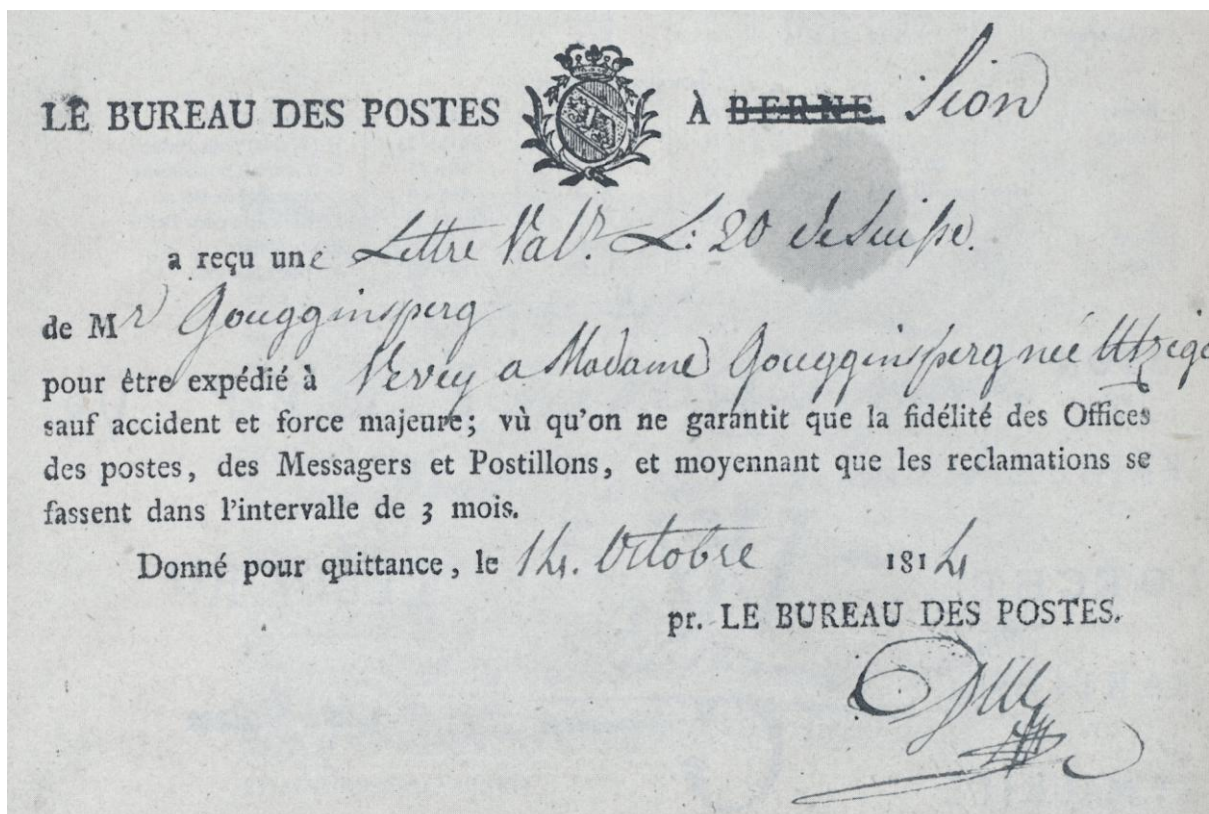 LE BUREAU DES POSTES À BERNE Sion
a reçu une Lettre Val.r L: 20 de Suisse.
de Mr Gougginsperg
pour être expédié à Vevey a Madame Gougginsperg née
sauf accident et force majeure; vù qu'on ne garantit que la fidélité des Offices
des postes, des Messagers et Postillons, et moyennant que les reclamations se
fassent dans l'intervalle de 3 mois.
Donné pour quittance, le 14. Octobre 1814
pr. LE BUREAU DES POSTES.